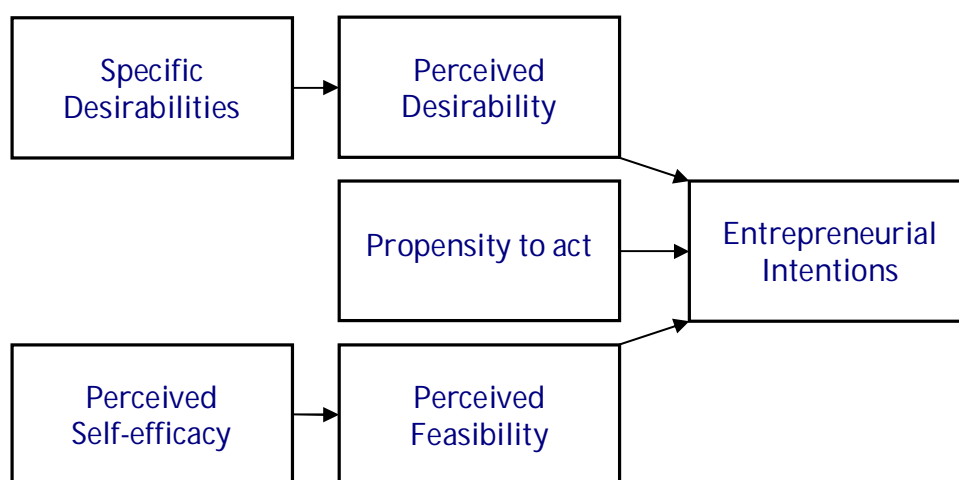 Specific
Desirabilities
Perceived
Desirability
Propensity to act
Entrepreneurial
Intentions
Perceived
Self-efficacy
Perceived
Feasibility